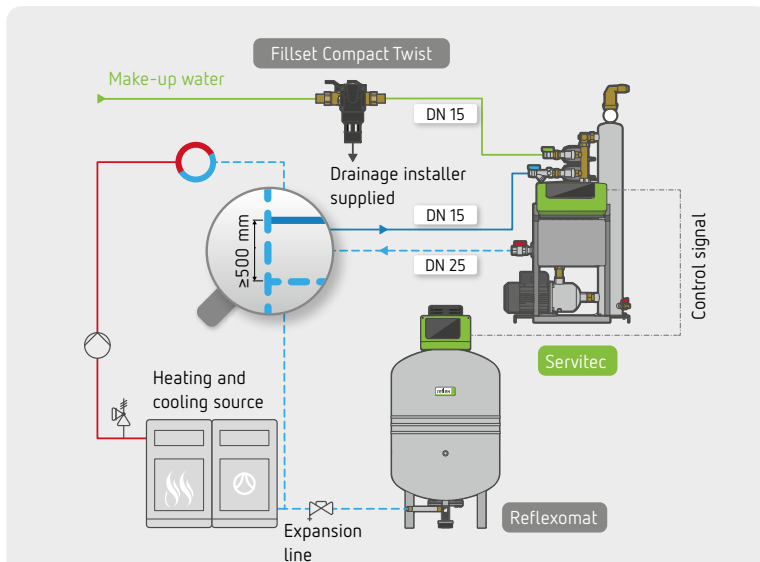 Fillset Compact Twist
Make-up water
DN 15
Drainage installer
supplied
DN 15
≥500 mm
DN 25
Control signal
Servitec
Heating and
cooling source
reflex
Reflexomat
Expansion
line